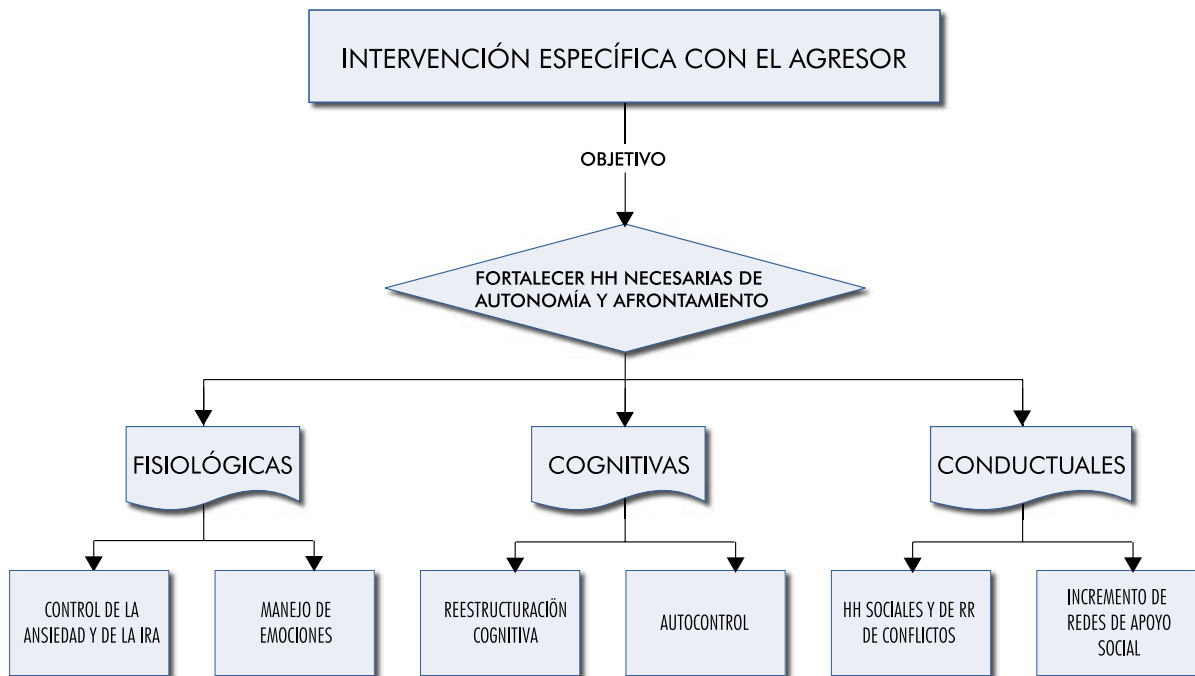 INTERVENCIÓN ESPECÍFICA CON EL AGRESOR
OBJETIVO
FORTALECER HH NECESARIAS DE
AUTONOMÍA Y AFRONTAMIENTO
FISIOLÓGICAS
COGNITIVAS
CONDUCTUALES
CONTROL DE LA
ANSIEDAD Y DE LA IRA
MANEJO DE
EMOCIONES
REESTRUCTURACIÖN
COGNITIVA
AUTOCONTROL
HH SOCIALES Y DE RR
DE CONFLICTOS
INCREMENTO DE
REDES DE APOYO
SOCIAL